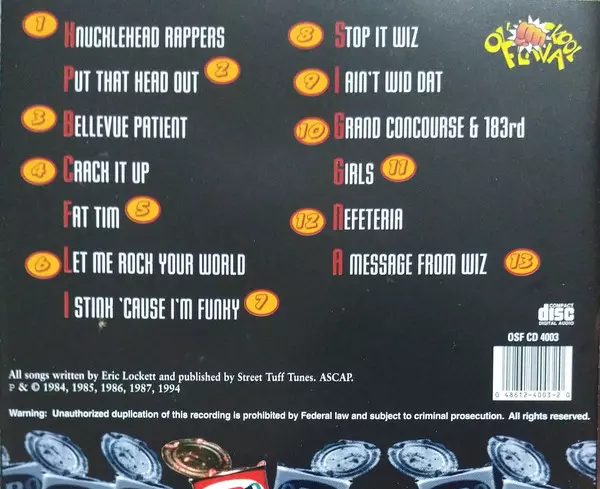 1 KNUCKLEHEAD RAPPERS
PUT THAT HEAD OUT 2
3 BELLEVUE PATIENT
4 CRACK IT UP
FAT TIM 5
6 LET ME ROCK YOUR WORLD
I STINK 'CAUSE I'M FUNKY 7
8 STOP IT WIZ
9 I AIN'T WID DAT
10 GRAND CONCOURSE & 183rd
GIRLS 11
12 NEFETERIA
A MESSAGE FROM WIZ 13
OL' SKOOL
FLAVA
COMPACT
disc
DIGITAL AUDIO
OSF CD 4003
0 48612-4003-2 0
All songs written by Eric Lockett and published by Street Tuff Tunes. ASCAP.
℗ & © 1984, 1985, 1986, 1987, 1994
Warning: Unauthorized duplication of this recording is prohibited by Federal law and subject to criminal prosecution. All rights reserved.